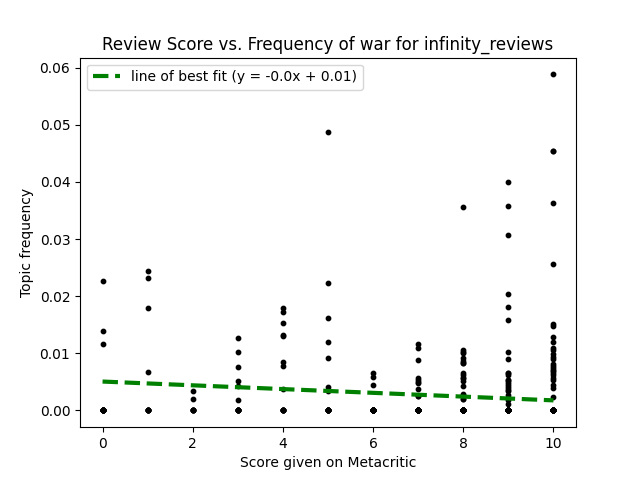 Review Score vs. Frequency of war for infinity_reviews
line of best fit (y = -0.0x + 0.01)
0.06
0.05
0.04
0.03
0.02
0.01
0.00
Topic frequency
0 2 4 6 8 10
Score given on Metacritic